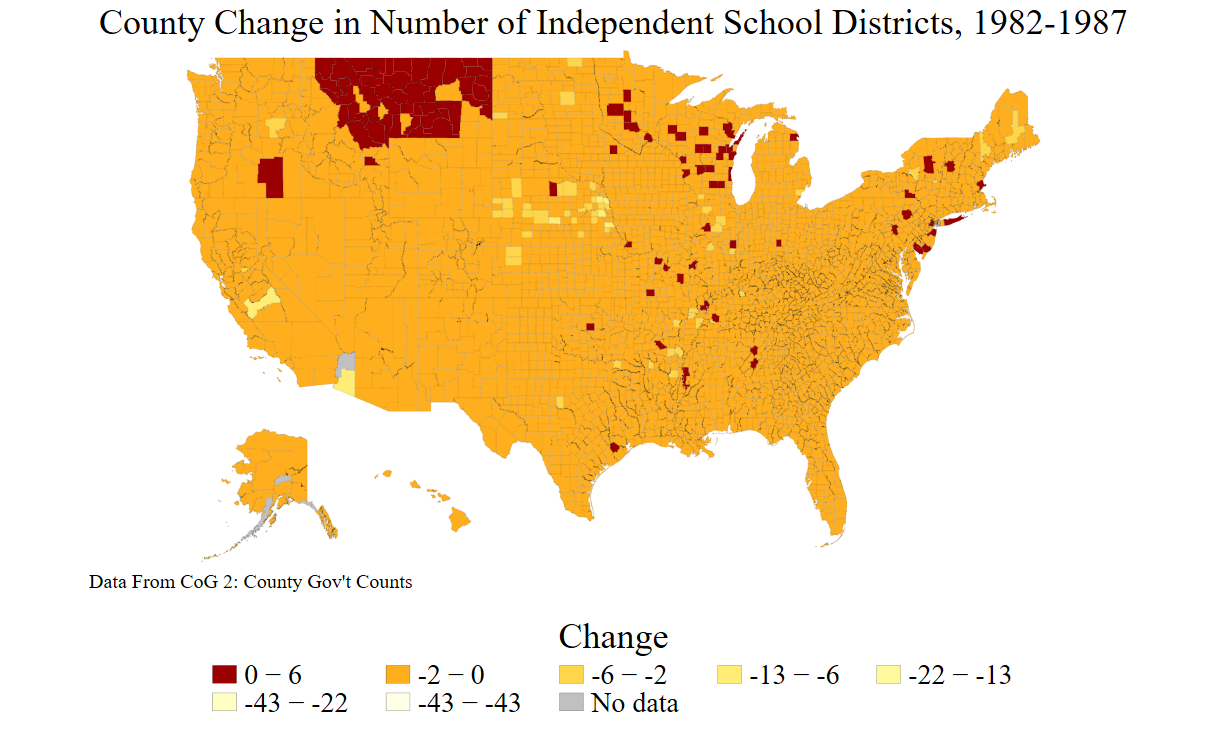 County Change in Number of Independent School Districts, 1982-1987
Data From CoG 2: County Gov't Counts
Change
0 − 6 -2 − 0 -6 − -2 -13 − -6 -22 − -13
-43 − -22 -43 − -43 No data